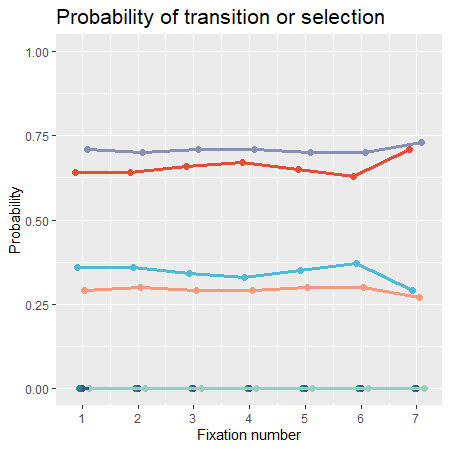 Probability of transition or selection
1.00
0.75
0.50
0.25
0.00
Probability
1 2 3 4 5 6 7
Fixation number